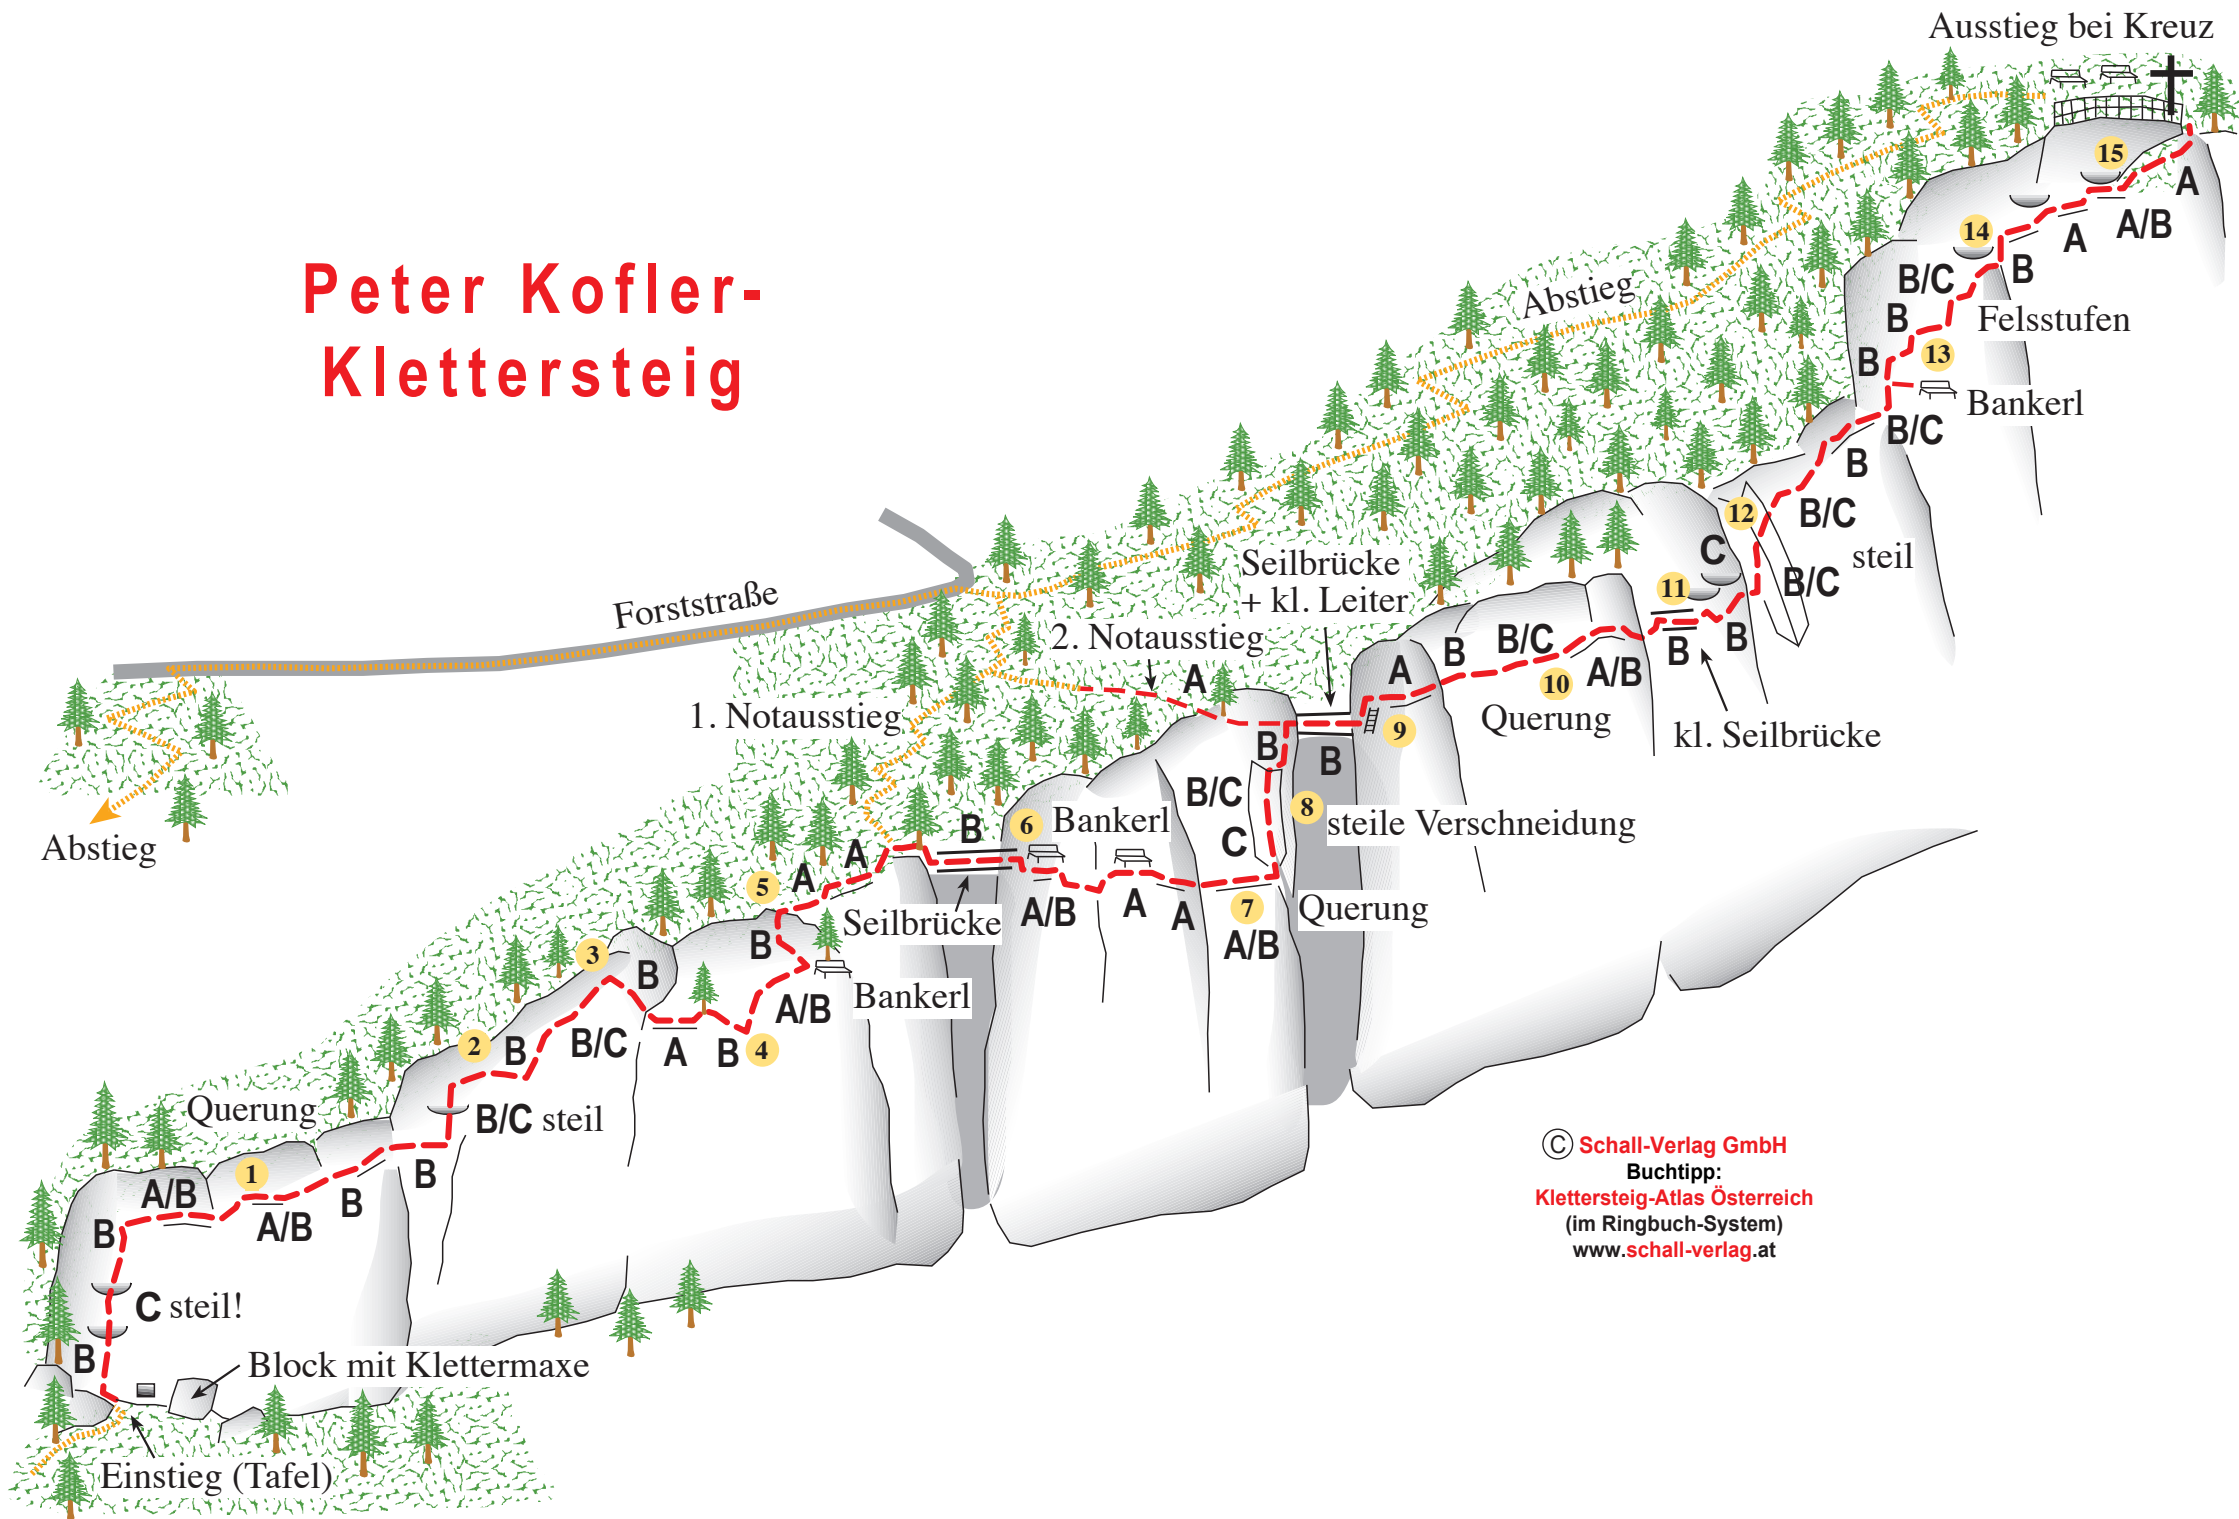 Ausstieg bei Kreuz
Peter Kofler-
Klettersteig
15
A
A/B
A
14
B
B/C
Felsstufen
B
13
B
Bankerl
B/C
B
Abstieg
12
B/C
steil
C
B/C
11
B
B
kl. Seilbrücke
Seilbrücke
+ kl. Leiter
2. Notausstieg
A
A
B
B/C
A/B
10
Querung
9
B
B
B/C
8
steile Verschneidung
C
Forststraße
1. Notausstieg
Abstieg
B
6
Bankerl
A
A
5
Seilbrücke
A/B
A
A
7
Querung
A/B
B
3
B
Bankerl
A/B
2
B
B/C
A
B
4
Querung
B/C steil
1
A/B
B
B
A/B
B
C steil!
B
Block mit Klettermaxe
Einstieg (Tafel)
© Schall-Verlag GmbH
Buchtipp:
Klettersteig-Atlas Österreich
(im Ringbuch-System)
www.schall-verlag.at